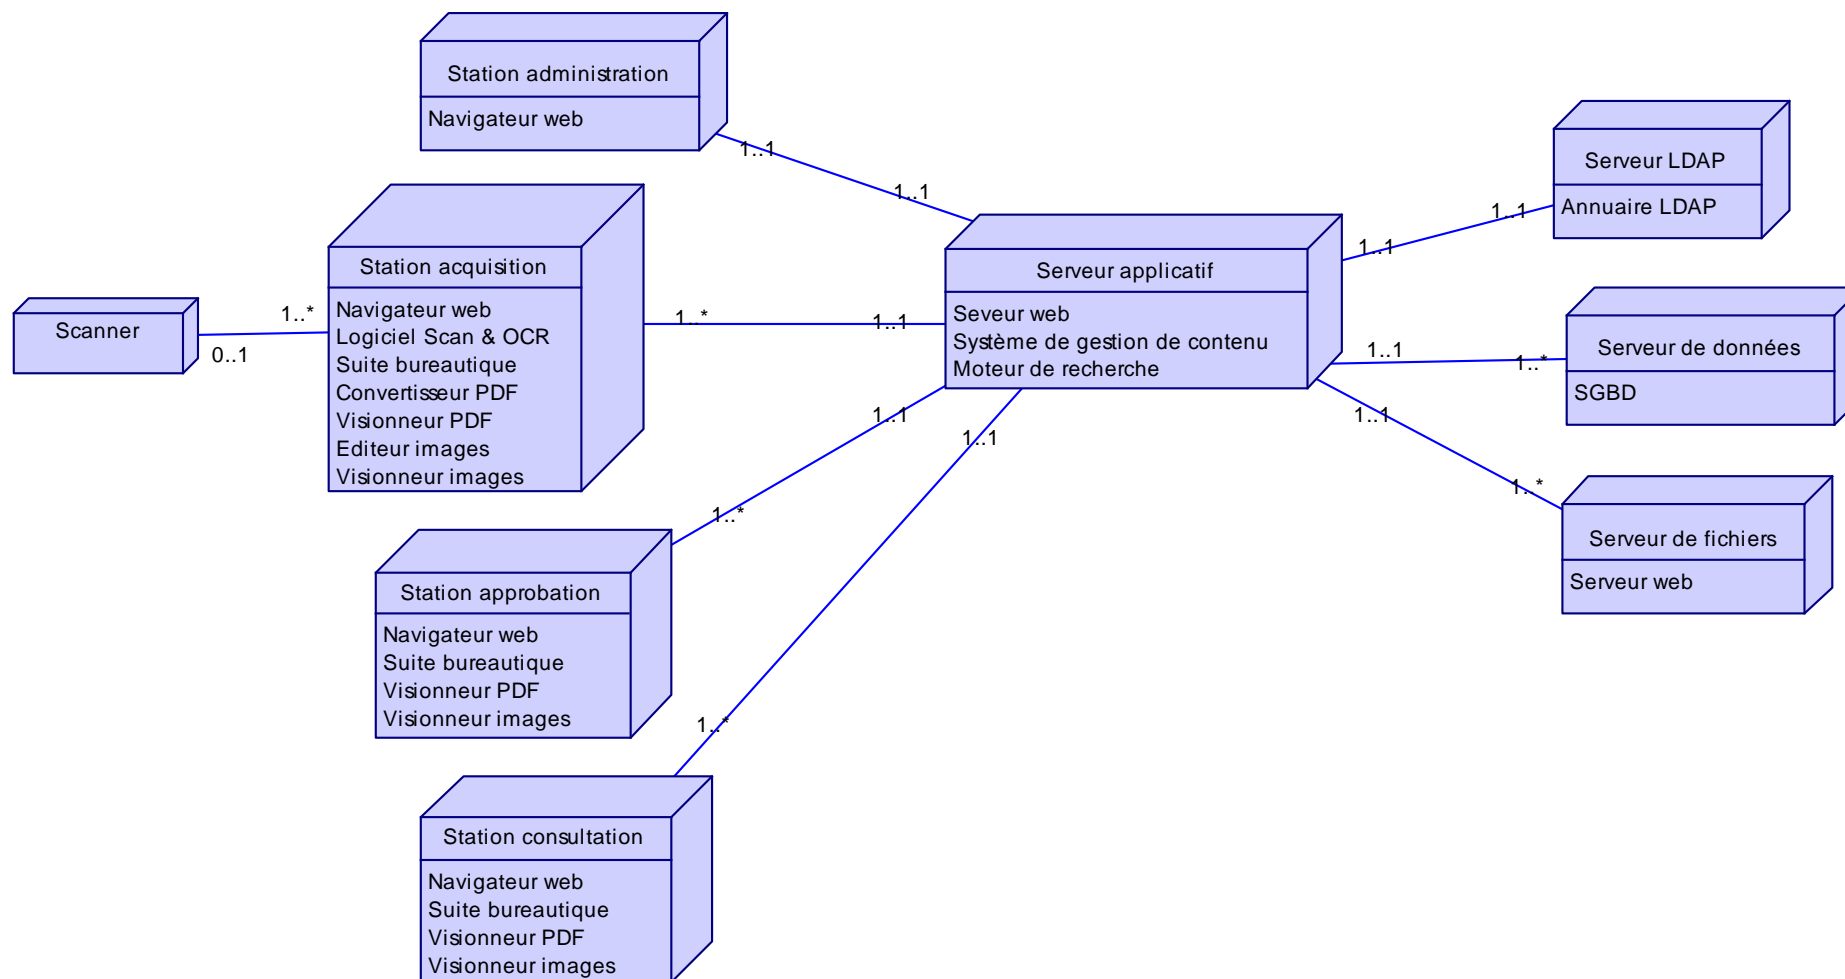 Station administration
Navigateur web
1..1
1..1
Serveur LDAP
Annuaire LDAP
1..1
1..1
Station acquisition
Navigateur web
Logiciel Scan & OCR
Suite bureautique
Convertisseur PDF
Visionneur PDF
Editeur images
Visionneur images
Scanner
1..*
0..1
1..*
1..1
Serveur applicatif
Seveur web
Système de gestion de contenu
Moteur de recherche
1..1
1..*
Serveur de données
SGBD
1..1
1..*
Serveur de fichiers
Serveur web
1..1
1..*
Station approbation
Navigateur web
Suite bureautique
Visionneur PDF
Visionneur images
1..1
1..*
Station consultation
Navigateur web
Suite bureautique
Visionneur PDF
Visionneur images